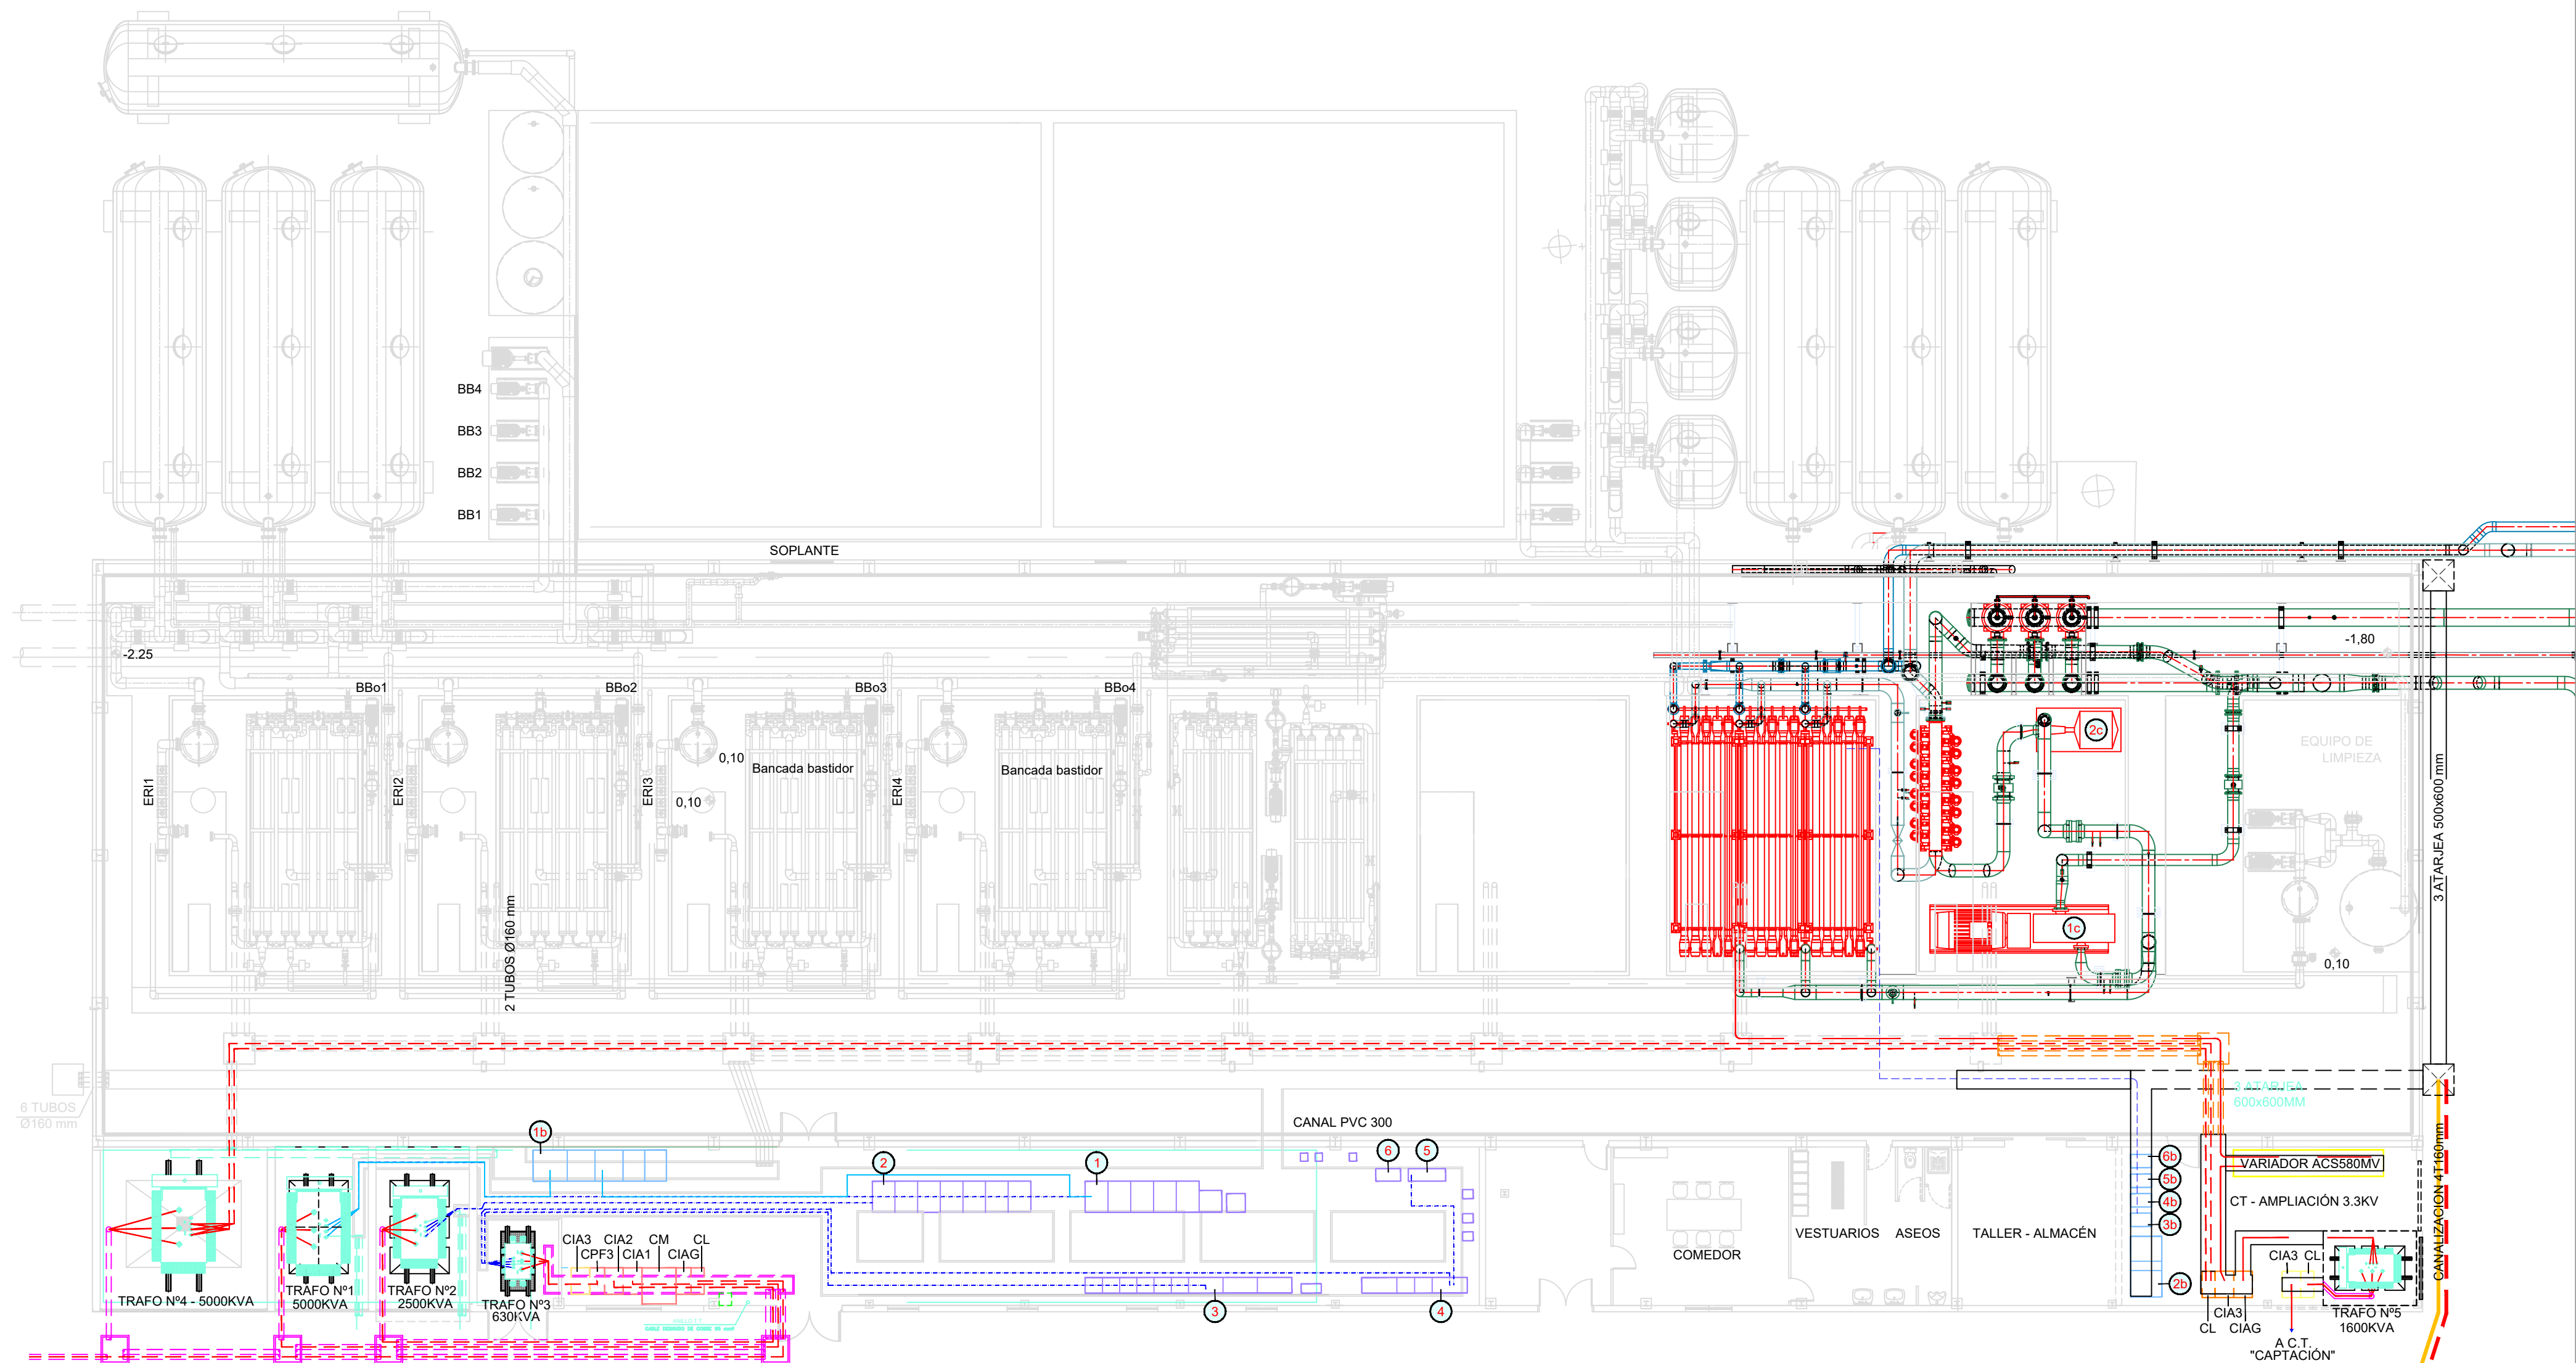 BB4
BB3
BB2
BB1
SOPLANTE
-2.25
-1,80
BBo1
BBo2
BBo3
BBo4
ERI1
ERI2
ERI3
ERI4
0,10
0,10
Bancada bastidor
Bancada bastidor
2c
EQUIPO DE
LIMPIEZA
3 ATARJEA 500x600 mm
1c
0,10
2 TUBOS Ø160 mm
6 TUBOS
Ø160 mm
3 ATARJEA
600x600MM
CANAL PVC 300
1b
2
1
6
5
6b
5b
4b
3b
2b
VARIADOR ACS580MV
CT - AMPLIACIÓN 3.3KV
CANALIZACION 4T160mm
VESTUARIOS
ASEOS
TALLER - ALMACÉN
COMEDOR
CIA3
CIA2
CM
CL
CPF3
CIA1
CIAG
CIA3
CL
TRAFO Nº4 - 5000KVA
TRAFO Nº1
5000KVA
TRAFO Nº2
2500KVA
TRAFO Nº3
630KVA
3
4
CIA3
CL
CIAG
TRAFO Nº5
1600KVA
A C.T.
"CAPTACIÓN"